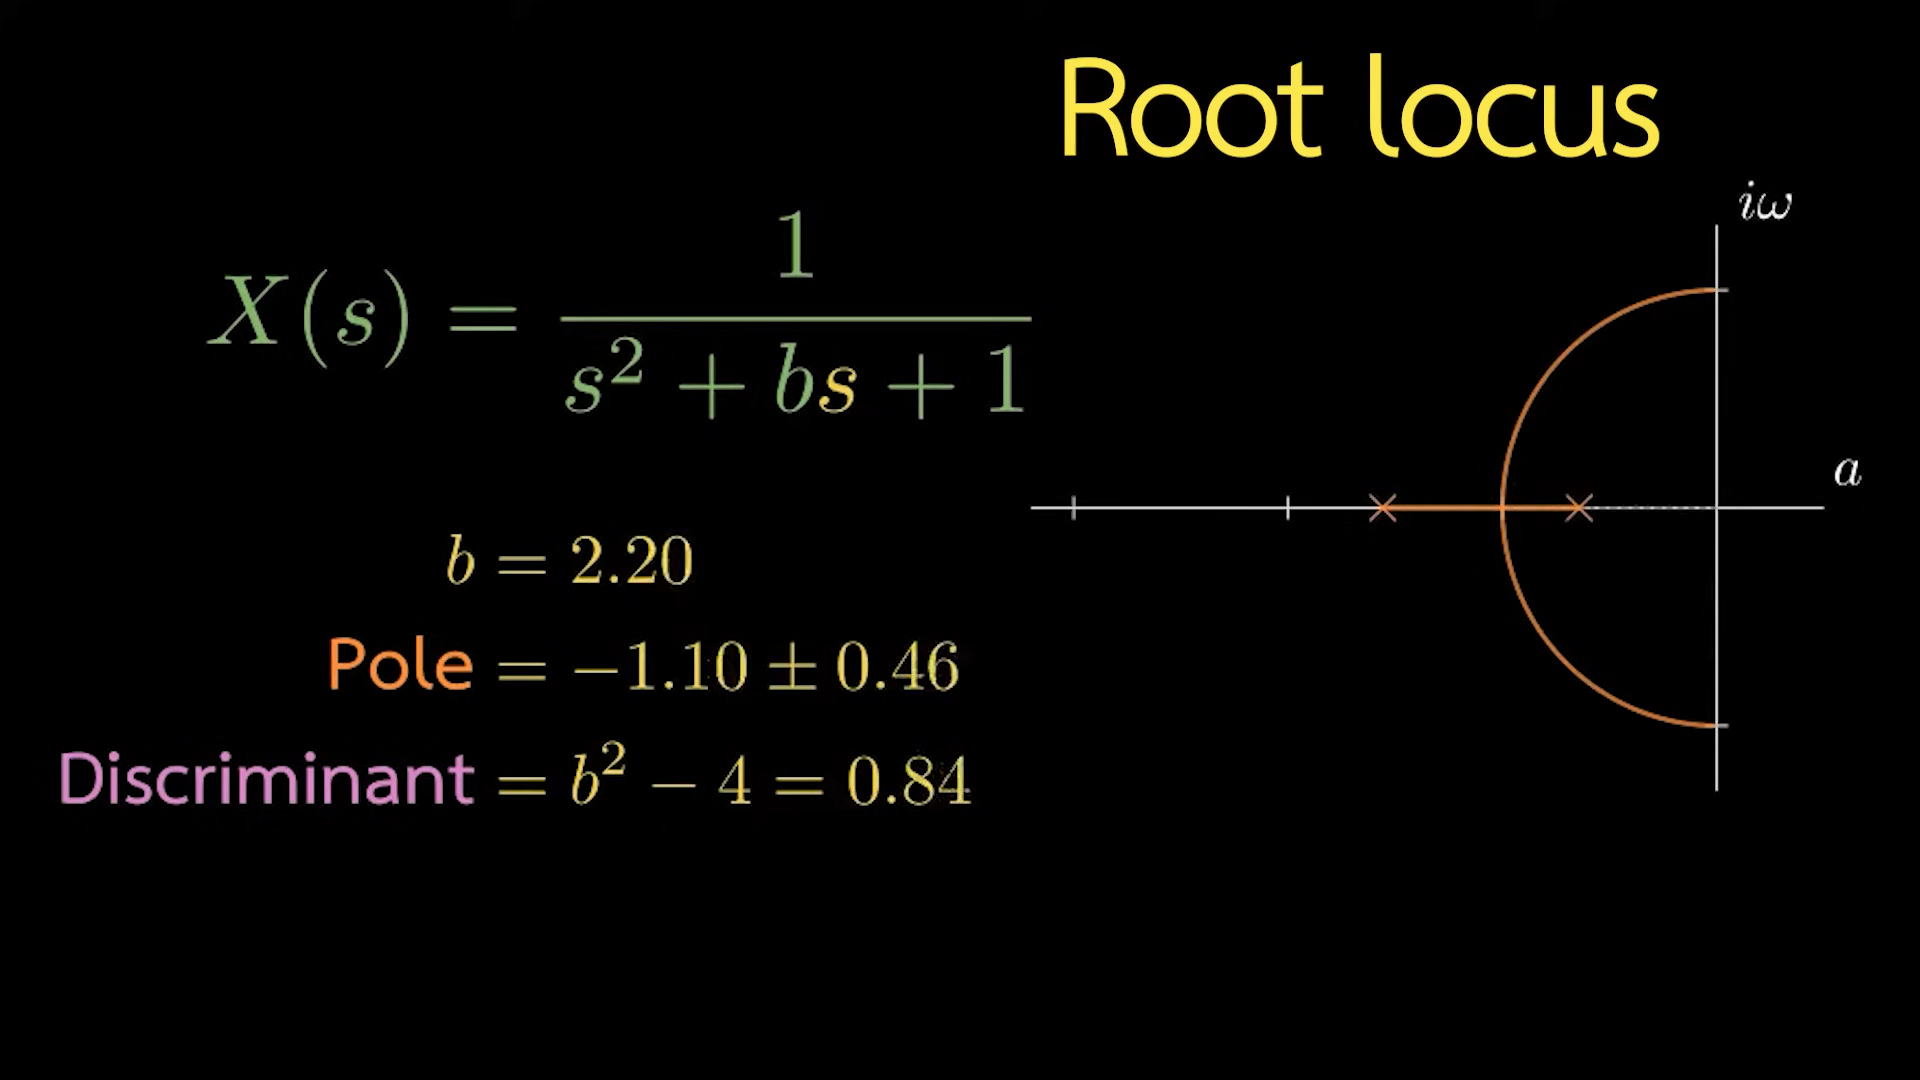 Root locus
iω
X(s) = 1 / (s² + bs + 1)
a
b = 2.20
Pole = −1.10 ± 0.46
Discriminant = b² − 4 = 0.84